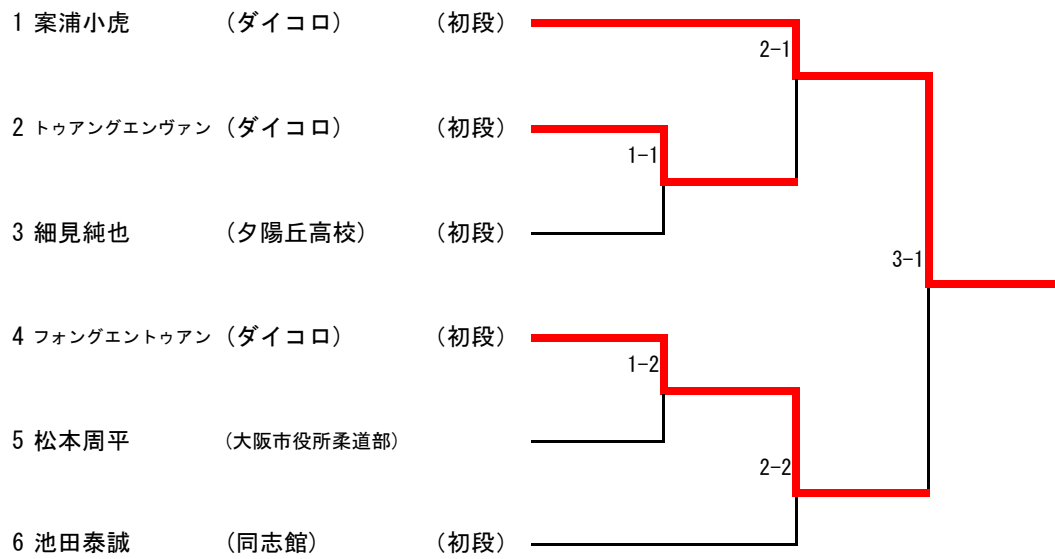 1 案浦小虎 （ダイコロ） （初段）
2-1
2 トゥアングエンヴァン （ダイコロ） （初段）
1-1
3 細見純也 （夕陽丘高校） （初段）
3-1
4 フォングエントゥアン （ダイコロ） （初段）
1-2
5 松本周平 （大阪市役所柔道部）
2-2
6 池田泰誠 （同志館） （初段）